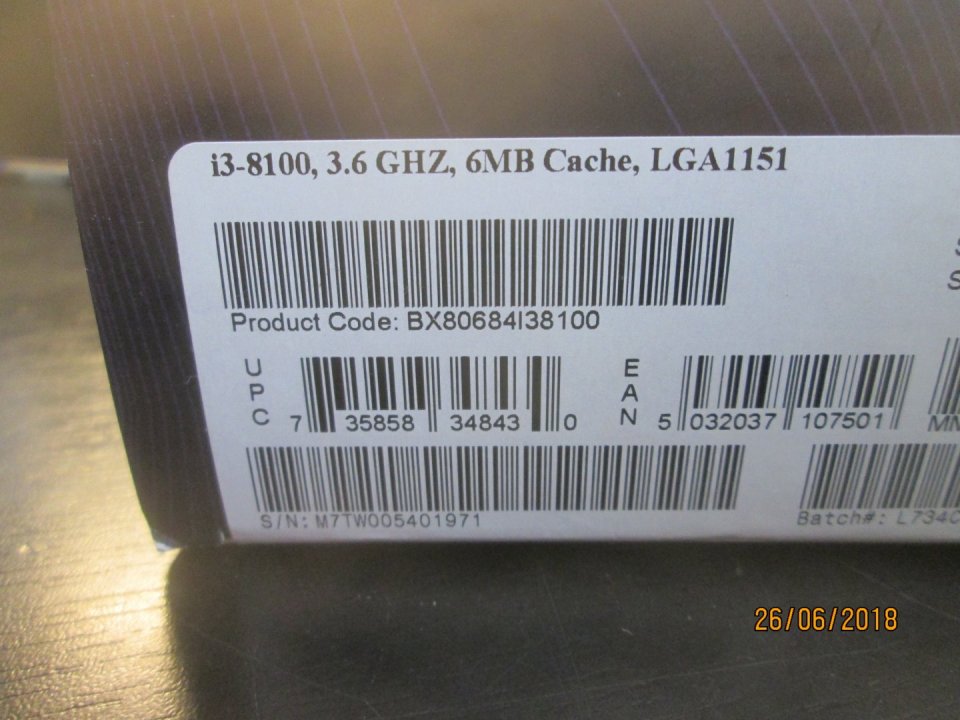 i3-8100, 3.6 GHZ, 6MB Cache, LGA1151
Product Code: BX80684I38100
UPC
7 35858 34843 0
EAN
5 032037 107501
S/N: M7TW005401971
Batch#:
26/06/2018